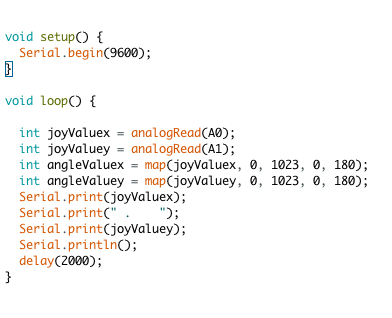 void setup() {
  Serial.begin(9600);
}
void loop() {
  int joyValuex = analogRead(A0);
  int joyValuey = analogRead(A1);
  int angleValuex = map(joyValuex, 0, 1023, 0, 180);
  int angleValuey = map(joyValuey, 0, 1023, 0, 180);
  Serial.print(joyValuex);
  Serial.print(" .    ");
  Serial.print(joyValuey);
  Serial.println();
  delay(2000);
}